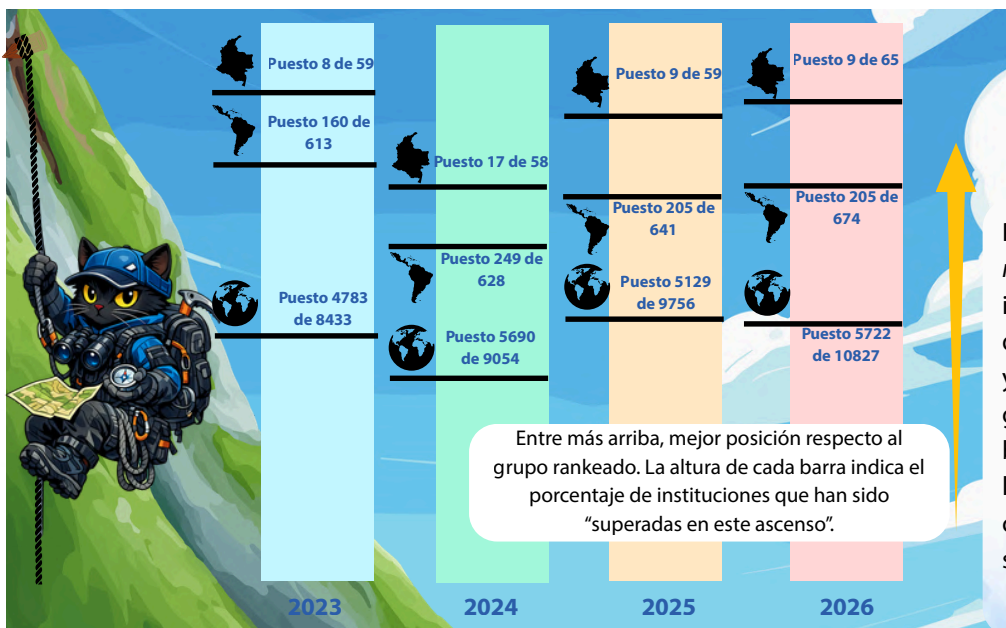 Puesto 8 de 59
Puesto 160 de
613
Puesto 4783
de 8433
2023
Puesto 17 de 58
Puesto 249 de
628
Puesto 5690
de 9054
2024
Puesto 9 de 59
Puesto 205 de
641
Puesto 5129
de 9756
2025
Puesto 9 de 65
Puesto 205 de
674
Puesto 5722
de 10827
2026
Entre más arriba, mejor posición respecto al
grupo rankeado. La altura de cada barra indica el
porcentaje de instituciones que han sido
“superadas en este ascenso”.